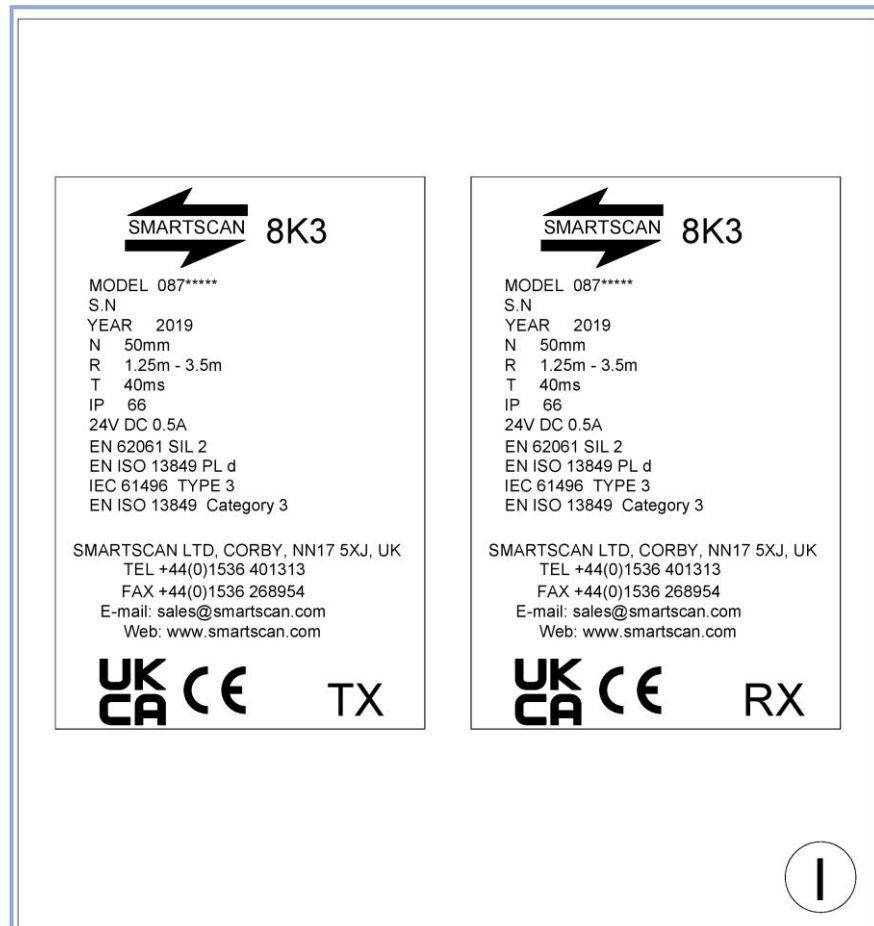 SMARTSCAN 8K3
MODEL 087*****
S.N
YEAR 2019
N 50mm
R 1.25m - 3.5m
T 40ms
IP 66
24V DC 0.5A
EN 62061 SIL 2
EN ISO 13849 PL d
IEC 61496 TYPE 3
EN ISO 13849 Category 3
SMARTSCAN LTD, CORBY, NN17 5XJ, UK
TEL +44(0)1536 401313
FAX +44(0)1536 268954
E-mail: sales@smartscan.com
Web: www.smartscan.com
UK
CA CE TX
SMARTSCAN 8K3
MODEL 087*****
S.N
YEAR 2019
N 50mm
R 1.25m - 3.5m
T 40ms
IP 66
24V DC 0.5A
EN 62061 SIL 2
EN ISO 13849 PL d
IEC 61496 TYPE 3
EN ISO 13849 Category 3
SMARTSCAN LTD, CORBY, NN17 5XJ, UK
TEL +44(0)1536 401313
FAX +44(0)1536 268954
E-mail: sales@smartscan.com
Web: www.smartscan.com
UK
CA CE RX
I